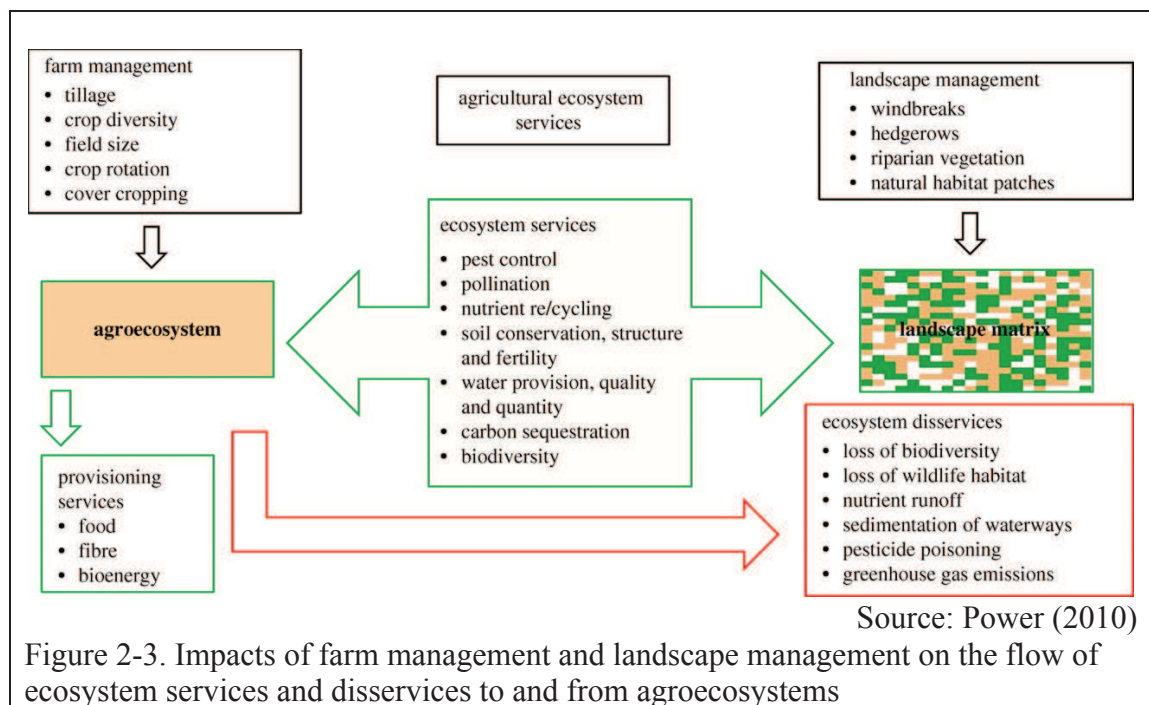 farm management
• tillage
• crop diversity
• field size
• crop rotation
• cover cropping
agricultural ecosystem
services
landscape management
• windbreaks
• hedgerows
• riparian vegetation
• natural habitat patches
agroecosystem
ecosystem services
• pest control
• pollination
• nutrient re/cycling
• soil conservation, structure
and fertility
• water provision, quality
and quantity
• carbon sequestration
• biodiversity
landscape matrix
provisioning
services
• food
• fibre
• bioenergy
ecosystem disservices
• loss of biodiversity
• loss of wildlife habitat
• nutrient runoff
• sedimentation of waterways
• pesticide poisoning
• greenhouse gas emissions
Source: Power (2010)
Figure 2-3. Impacts of farm management and landscape management on the flow of
ecosystem services and disservices to and from agroecosystems